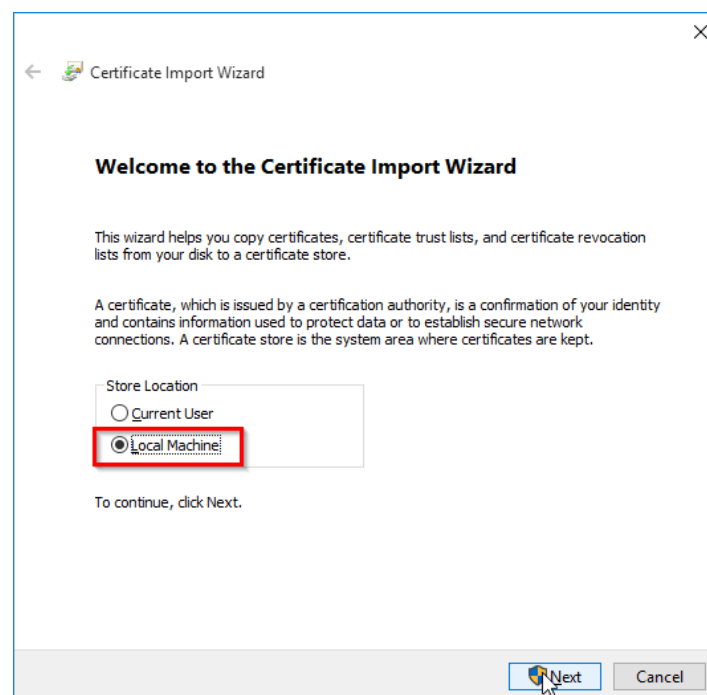 Certificate Import Wizard
Welcome to the Certificate Import Wizard
This wizard helps you copy certificates, certificate trust lists, and certificate revocation
lists from your disk to a certificate store.
A certificate, which is issued by a certification authority, is a confirmation of your identity
and contains information used to protect data or to establish secure network
connections. A certificate store is the system area where certificates are kept.
Store Location
Current User
Local Machine
To continue, click Next.
Next Cancel